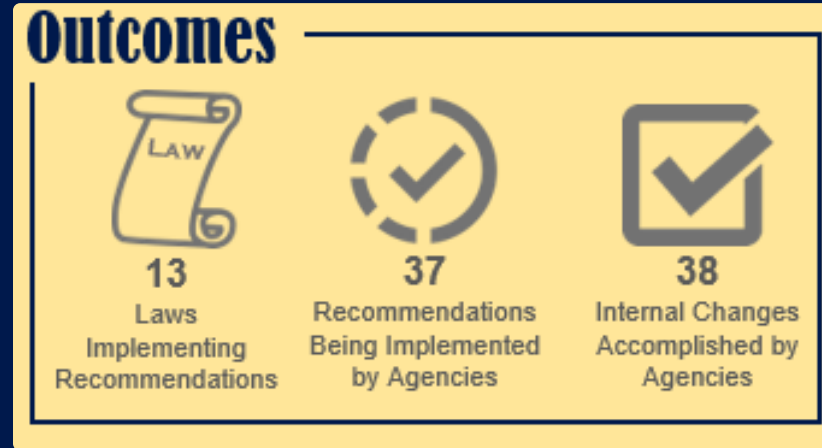 Outcomes
LAW
13
Laws
Implementing
Recommendations
37
Recommendations
Being Implemented
by Agencies
38
Internal Changes
Accomplished by
Agencies